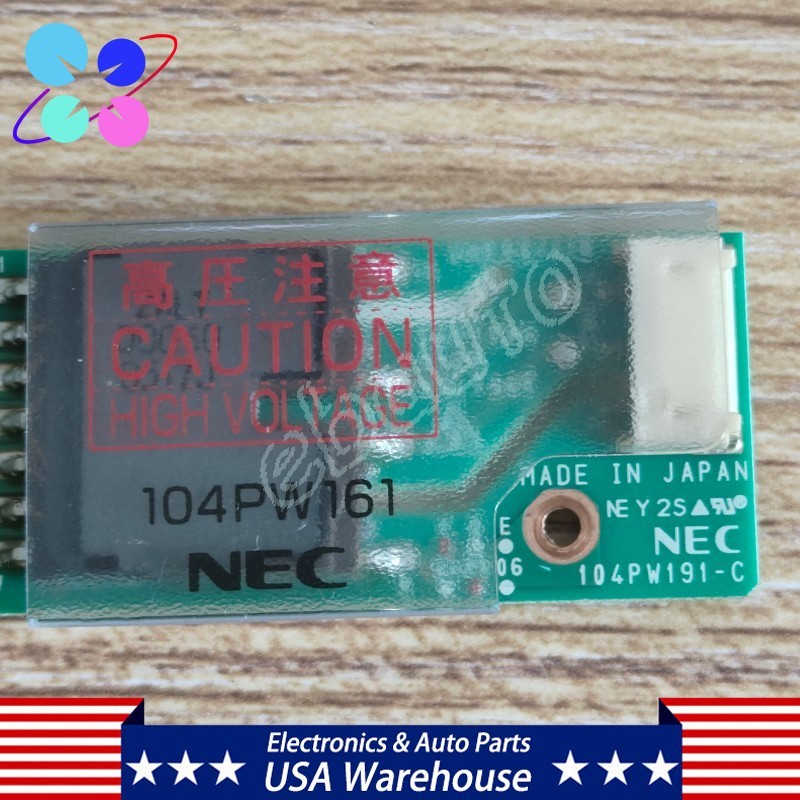 高圧注意
CAUTION
HIGH VOLTAGE
104PW161
NEC
MADE IN JAPAN
NEY2S
E
NEC
06
104PW191-C
Electronics & Auto Parts
USA Warehouse